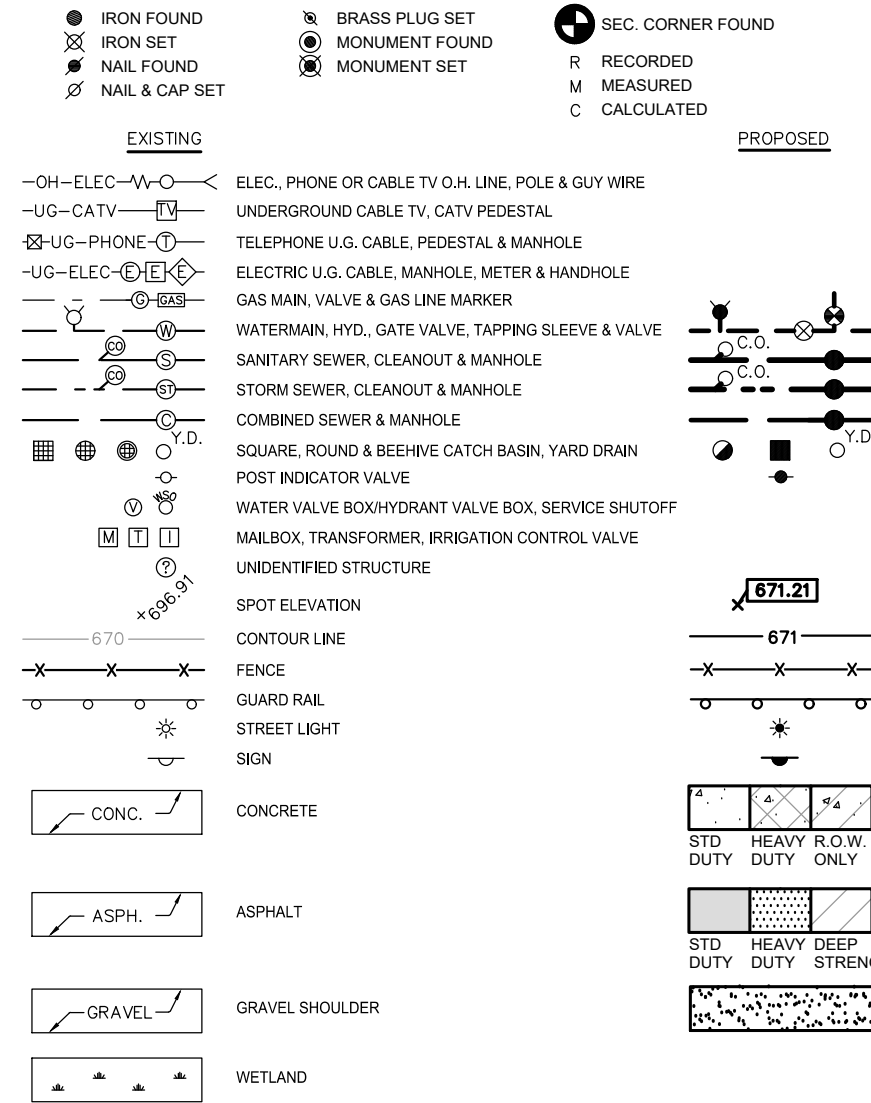 IRON FOUND
IRON SET
NAIL FOUND
NAIL & CAP SET
BRASS PLUG SET
MONUMENT FOUND
MONUMENT SET
SEC. CORNER FOUND
R RECORDED
M MEASURED
C CALCULATED
EXISTING
PROPOSED
OH-ELEC ELEC., PHONE OR CABLE TV O.H. LINE, POLE & GUY WIRE
UG-CATV TV UNDERGROUND CABLE TV, CATV PEDESTAL
UG-PHONE T TELEPHONE U.G. CABLE, PEDESTAL & MANHOLE
UG-ELEC E E E ELECTRIC U.G. CABLE, MANHOLE, METER & HANDHOLE
G GAS GAS MAIN, VALVE & GAS LINE MARKER
W WATERMAIN, HYD., GATE VALVE, TAPPING SLEEVE & VALVE
CO S SANITARY SEWER, CLEANOUT & MANHOLE C.O.
CO ST STORM SEWER, CLEANOUT & MANHOLE C.O.
C COMBINED SEWER & MANHOLE
Y.D. SQUARE, ROUND & BEEHIVE CATCH BASIN, YARD DRAIN Y.D
POST INDICATOR VALVE
V WSO WATER VALVE BOX/HYDRANT VALVE BOX, SERVICE SHUTOFF
M T I MAILBOX, TRANSFORMER, IRRIGATION CONTROL VALVE
? UNIDENTIFIED STRUCTURE
696.91 SPOT ELEVATION 671.21
670 CONTOUR LINE 671
FENCE
GUARD RAIL
STREET LIGHT
SIGN
CONC. CONCRETE
STD DUTY
HEAVY DUTY
R.O.W. ONLY
ASPH. ASPHALT
STD DUTY
HEAVY DUTY
DEEP STREN
GRAVEL GRAVEL SHOULDER
WETLAND